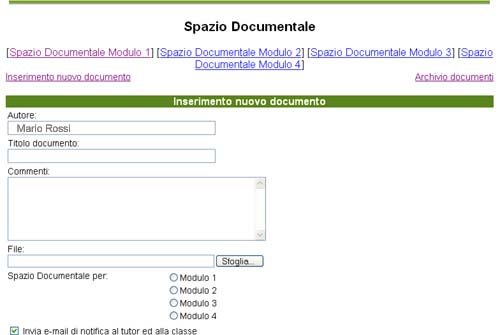 Spazio Documentale
[Spazio Documentale Modulo 1] [Spazio Documentale Modulo 2] [Spazio Documentale Modulo 3] [Spazio
Documentale Modulo 4]
Inserimento nuovo documento Archivio documenti
Inserimento nuovo documento
Autore:
Mario Rossi
Titolo documento:
Commenti:
File:
Sfoglia...
Spazio Documentale per: Modulo 1
Modulo 2
Modulo 3
Modulo 4
Invia e-mail di notifica al tutor ed alla classe